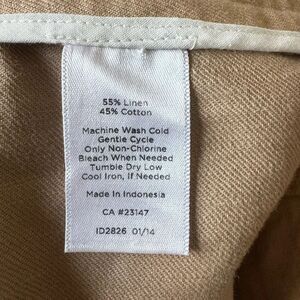 55% Linen
45% Cotton
Machine Wash Cold
Gentle Cycle
Only Non-Chlorine
Bleach When Needed
Tumble Dry Low
Cool Iron, If Needed
Made In Indonesia
CA #23147
ID2826 01/14